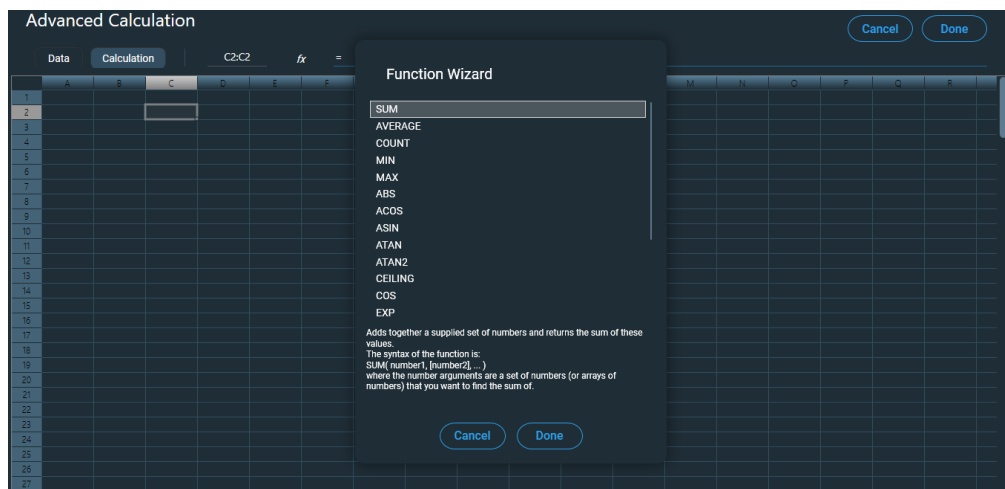 Advanced Calculation
Cancel
Done
Data
Calculation
C2:C2
fx
=
Function Wizard
A B C D E F M N O P Q R
1
2
3
4
5
6
7
8
9
10
11
12
13
14
15
16
17
18
19
20
21
22
23
24
25
26
27
SUM
AVERAGE
COUNT
MIN
MAX
ABS
ACOS
ASIN
ATAN
ATAN2
CEILING
COS
EXP
Adds together a supplied set of numbers and returns the sum of these
values.
The syntax of the function is:
SUM( number1, [number2], ... )
where the number arguments are a set of numbers (or arrays of
numbers) that you want to find the sum of.
Cancel
Done